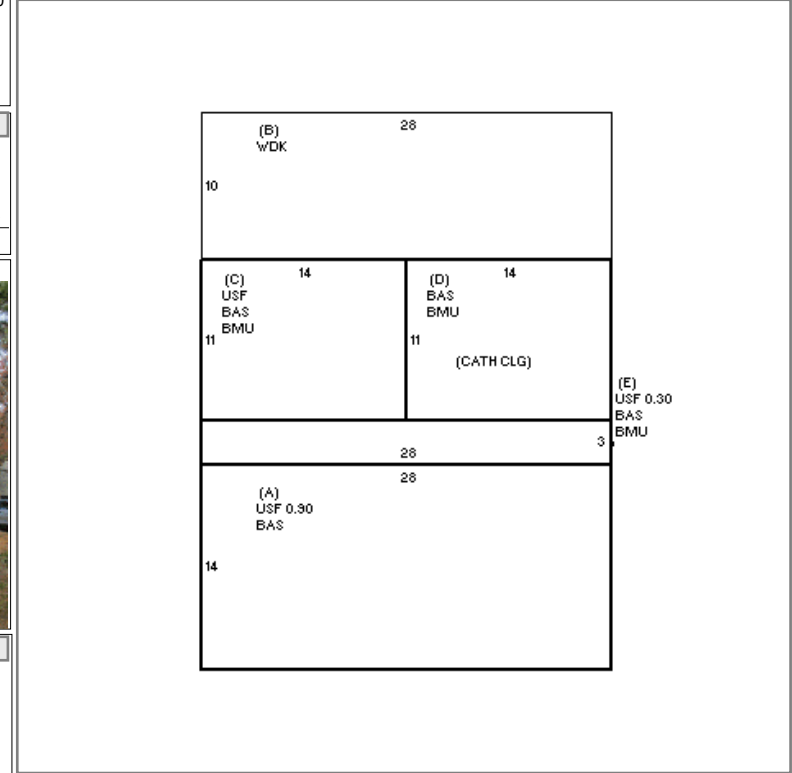 (B)
WDK
28
10
(C)
USF
BAS
BMU
14
11
(D)
BAS
BMU
14
11
(CATH CLG)
(E)
USF 0.30
BAS
BMU
3
28
28
(A)
USF 0.90
BAS
14